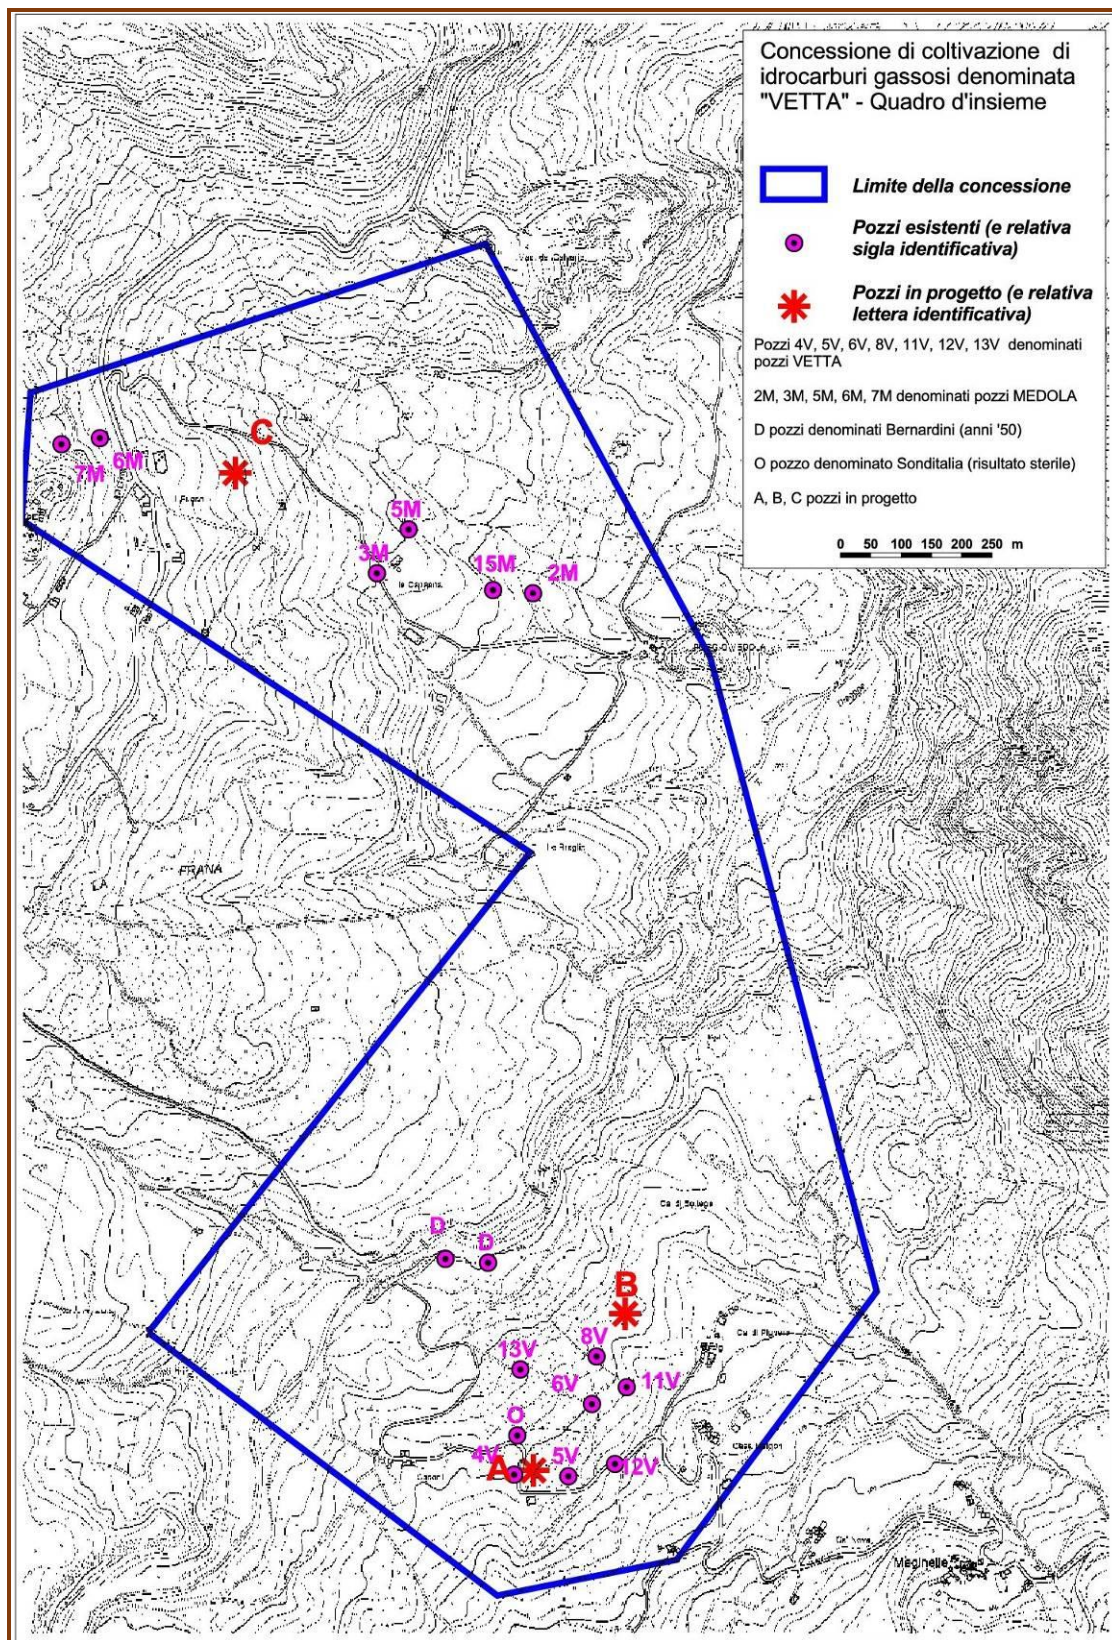 Concessione di coltivazione di
idrocarburi gassosi denominata
"VETTA" - Quadro d'insieme
Limite della concessione
Pozzi esistenti (e relativa
sigla identificativa)
Pozzi in progetto (e relativa
lettera identificativa)
Pozzi 4V, 5V, 6V, 8V, 11V, 12V, 13V denominati
pozzi VETTA
2M, 3M, 5M, 6M, 7M denominati pozzi MEDOLA
D pozzi denominati Bernardini (anni '50)
O pozzo denominato Sonditalia (risultato sterile)
A, B, C pozzi in progetto
0 50 100 150 200 250 m
C
7M
6M
5M
3M
15M
2M
LA
PRANA
D
D
B
8V
13V
6V
11V
O
4V
A
5V
12V